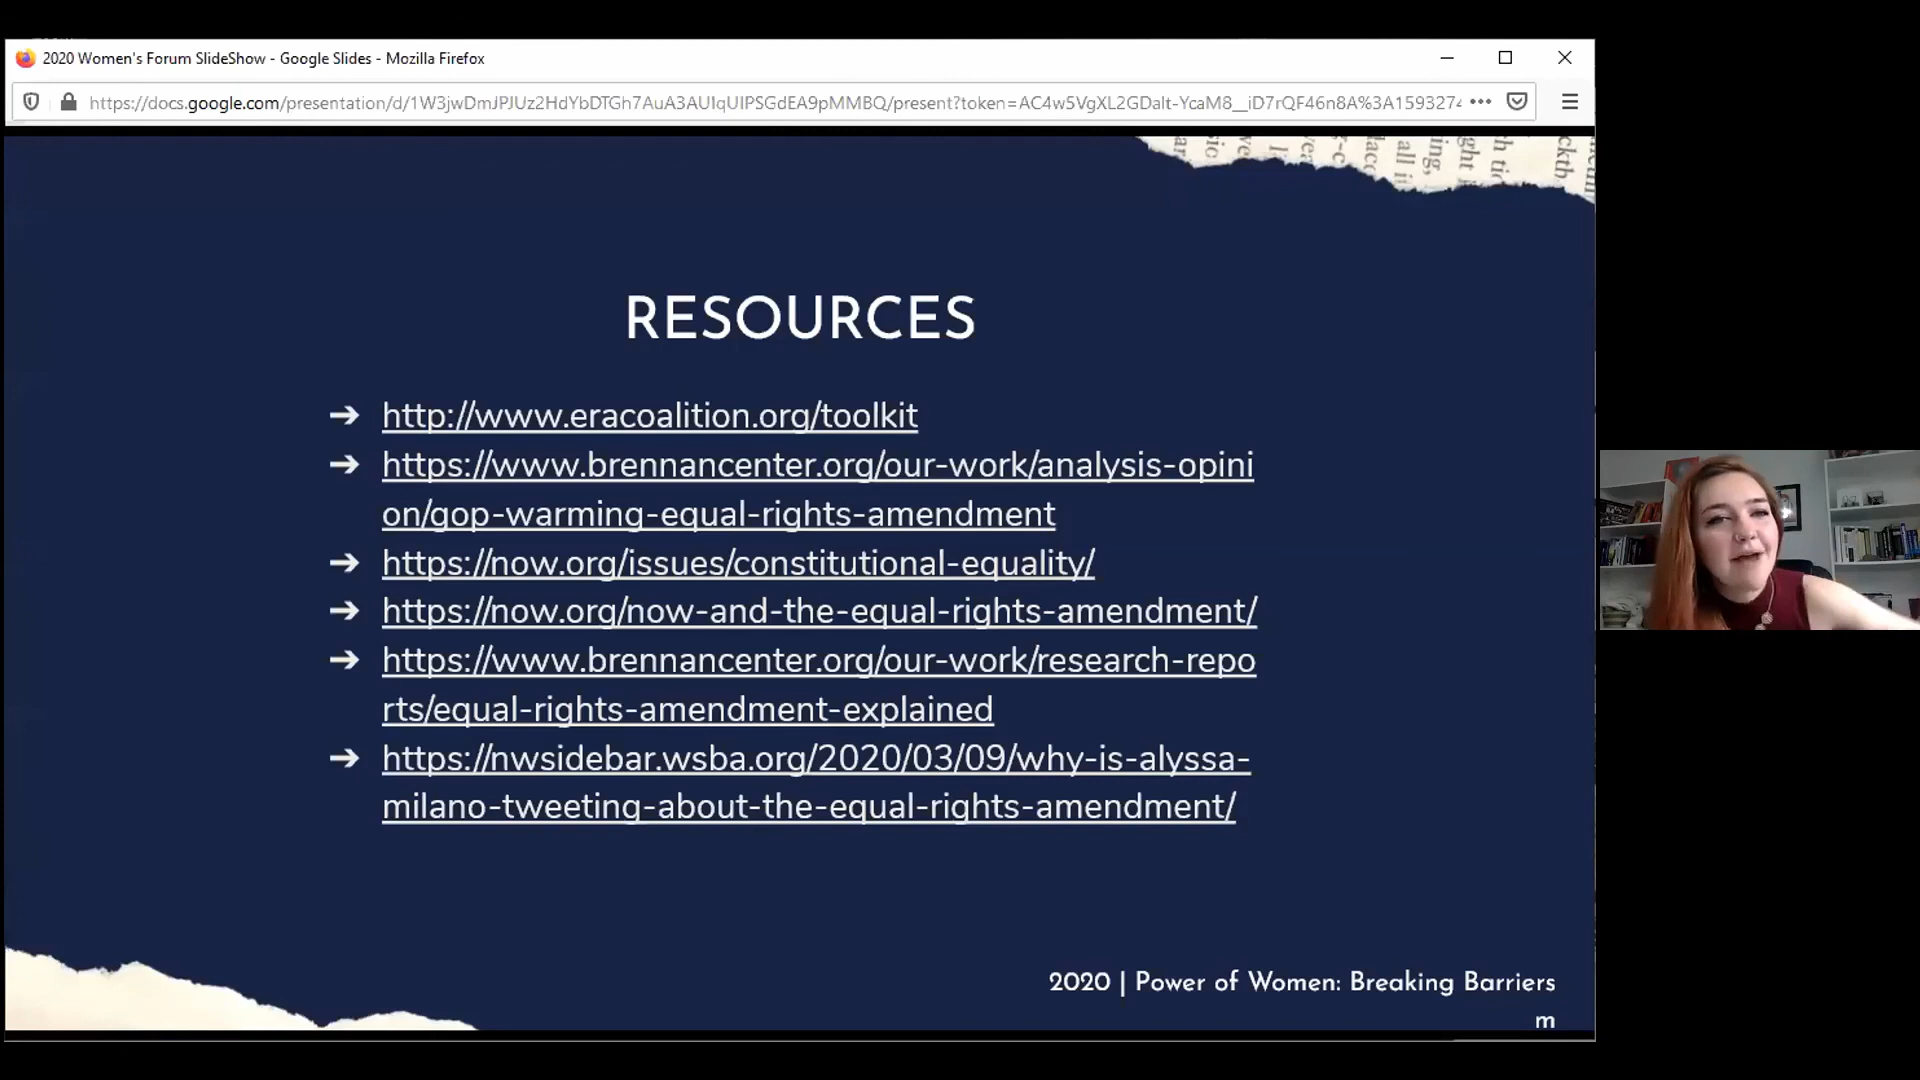 2020 Women's Forum SlideShow - Google Slides - Mozilla Firefox
https://docs.google.com/presentation/d/1W3jwDmJPJUz2HdYbDTGh7AuA3AUIqUIPSGdEA9pMMBQ/present?token=AC4w5VgXL2GDalt-YcaM8__iD7rQF46n8A%3A1593274
RESOURCES
➔ http://www.eracoalition.org/toolkit
➔ https://www.brennancenter.org/our-work/analysis-opini
on/gop-warming-equal-rights-amendment
➔ https://now.org/issues/constitutional-equality/
➔ https://now.org/now-and-the-equal-rights-amendment/
➔ https://www.brennancenter.org/our-work/research-repo
rts/equal-rights-amendment-explained
➔ https://nwsidebar.wsba.org/2020/03/09/why-is-alyssa-
milano-tweeting-about-the-equal-rights-amendment/
2020 | Power of Women: Breaking Barriers
m